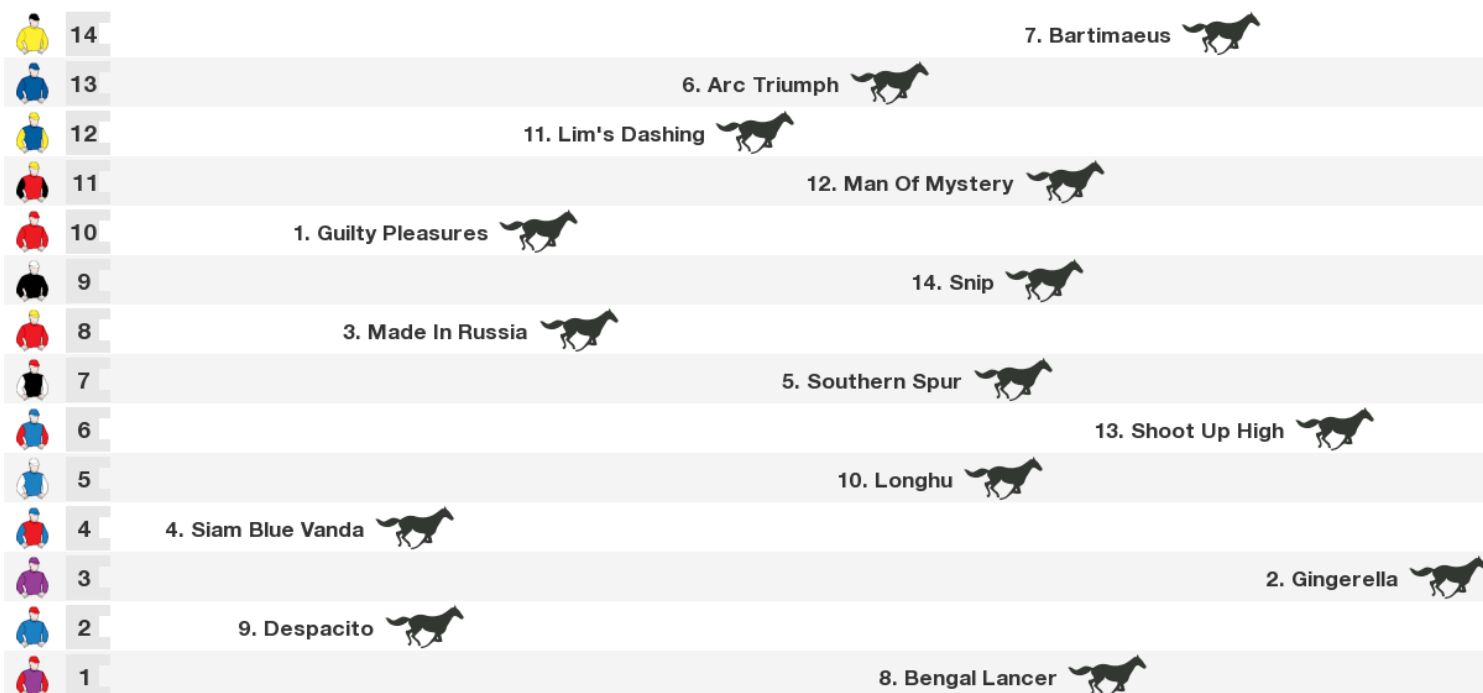 14 7. Bartimaeus
13 6. Arc Triumph
12 11. Lim's Dashing
11 12. Man Of Mystery
10 1. Guilty Pleasures
9 14. Snip
8 3. Made In Russia
7 5. Southern Spur
6 13. Shoot Up High
5 10. Longhu
4 4. Siam Blue Vanda
3 2. Gingerella
2 9. Despacito
1 8. Bengal Lancer